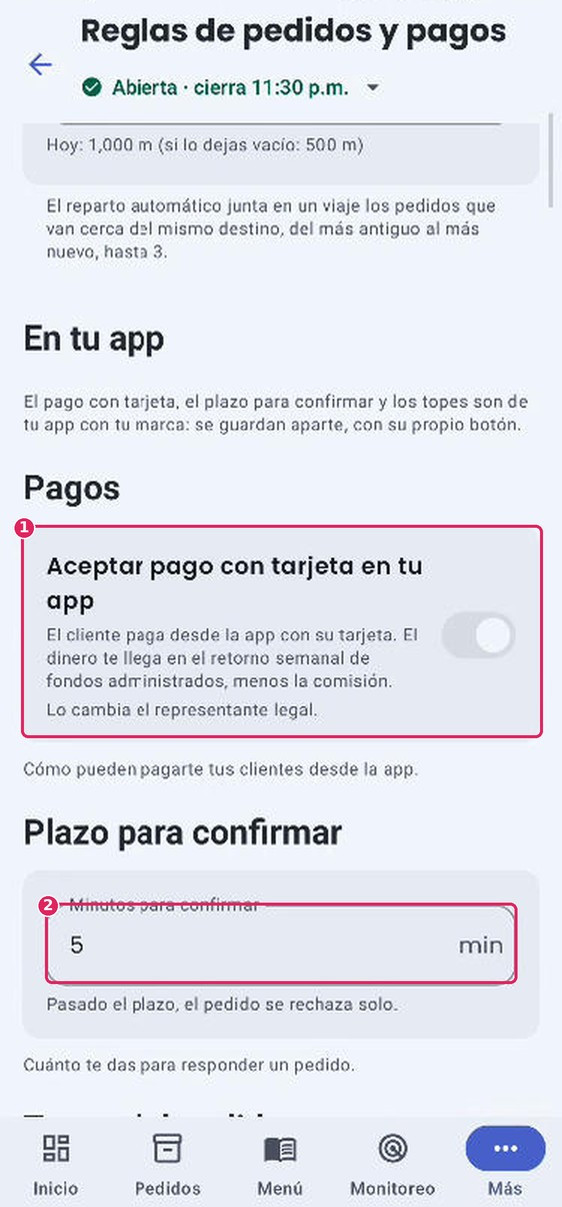 Reglas de pedidos y pagos
Abierta · cierra 11:30 p.m.
Hoy: 1,000 m (si lo dejas vacío: 500 m)
El reparto automático junta en un viaje los pedidos que
van cerca del mismo destino, del más antiguo al más
nuevo, hasta 3.
En tu app
El pago con tarjeta, el plazo para confirmar y los topes son de
tu app con tu marca: se guardan aparte, con su propio botón.
Pagos
1
Aceptar pago con tarjeta en tu
app
El cliente paga desde la app con su tarjeta. El
dinero te llega en el retorno semanal de
fondos administrados, menos la comisión.
Lo cambia el representante legal.
Cómo pueden pagarte tus clientes desde la app.
Plazo para confirmar
2
Minutos para confirmar
5 min
Pasado el plazo, el pedido se rechaza solo.
Cuánto te das para responder un pedido.
Inicio Pedidos Menú Monitoreo Más